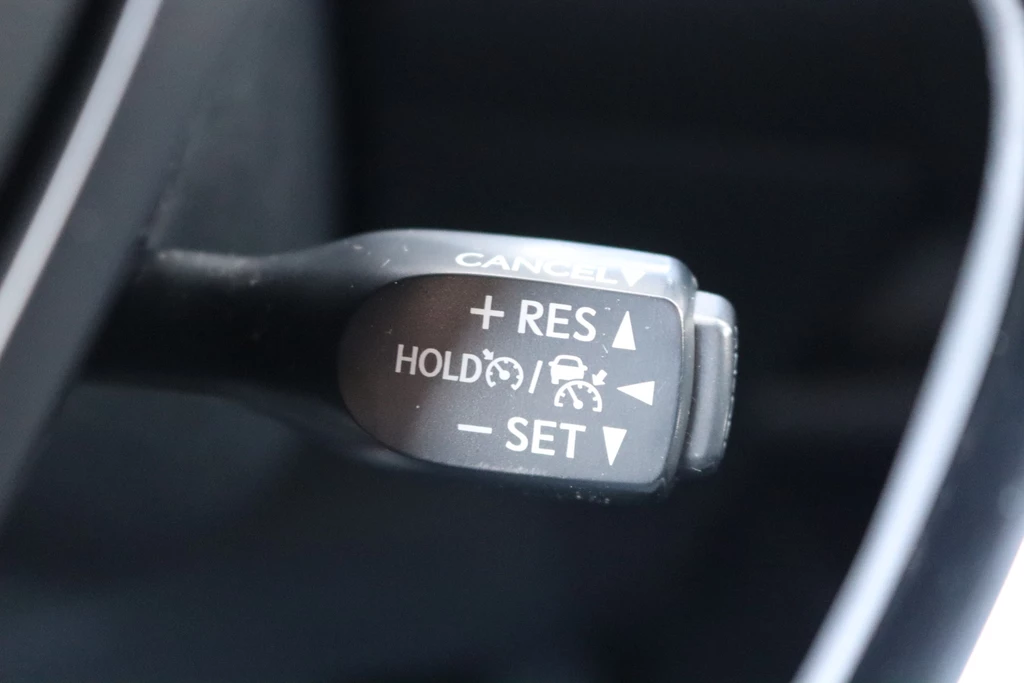 CANCEL ▼
+ RES ▲
HOLD / ◀
− SET ▼